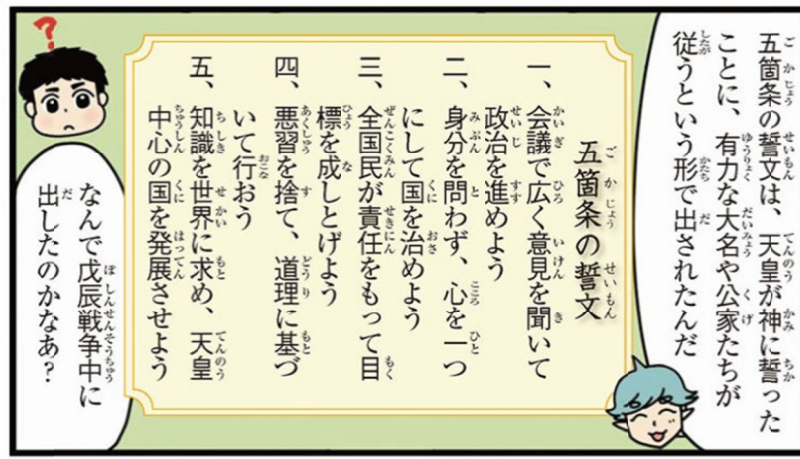 五箇条の誓文は、天皇が神に誓った
ことに、有力な大名や公家たちが
従うという形で出されたんだ
五箇条の誓文
一、会議で広く意見を聞いて
政治を進めよう
二、身分を問わず、心を一つ
にして国を治めよう
三、全国民が責任をもって目
標を成しとげよう
四、悪習を捨て、道理に基づ
いて行おう
五、知識を世界に求め、天皇
中心の国を発展させよう
?
なんで戊辰戦争中に
出したのかなあ?